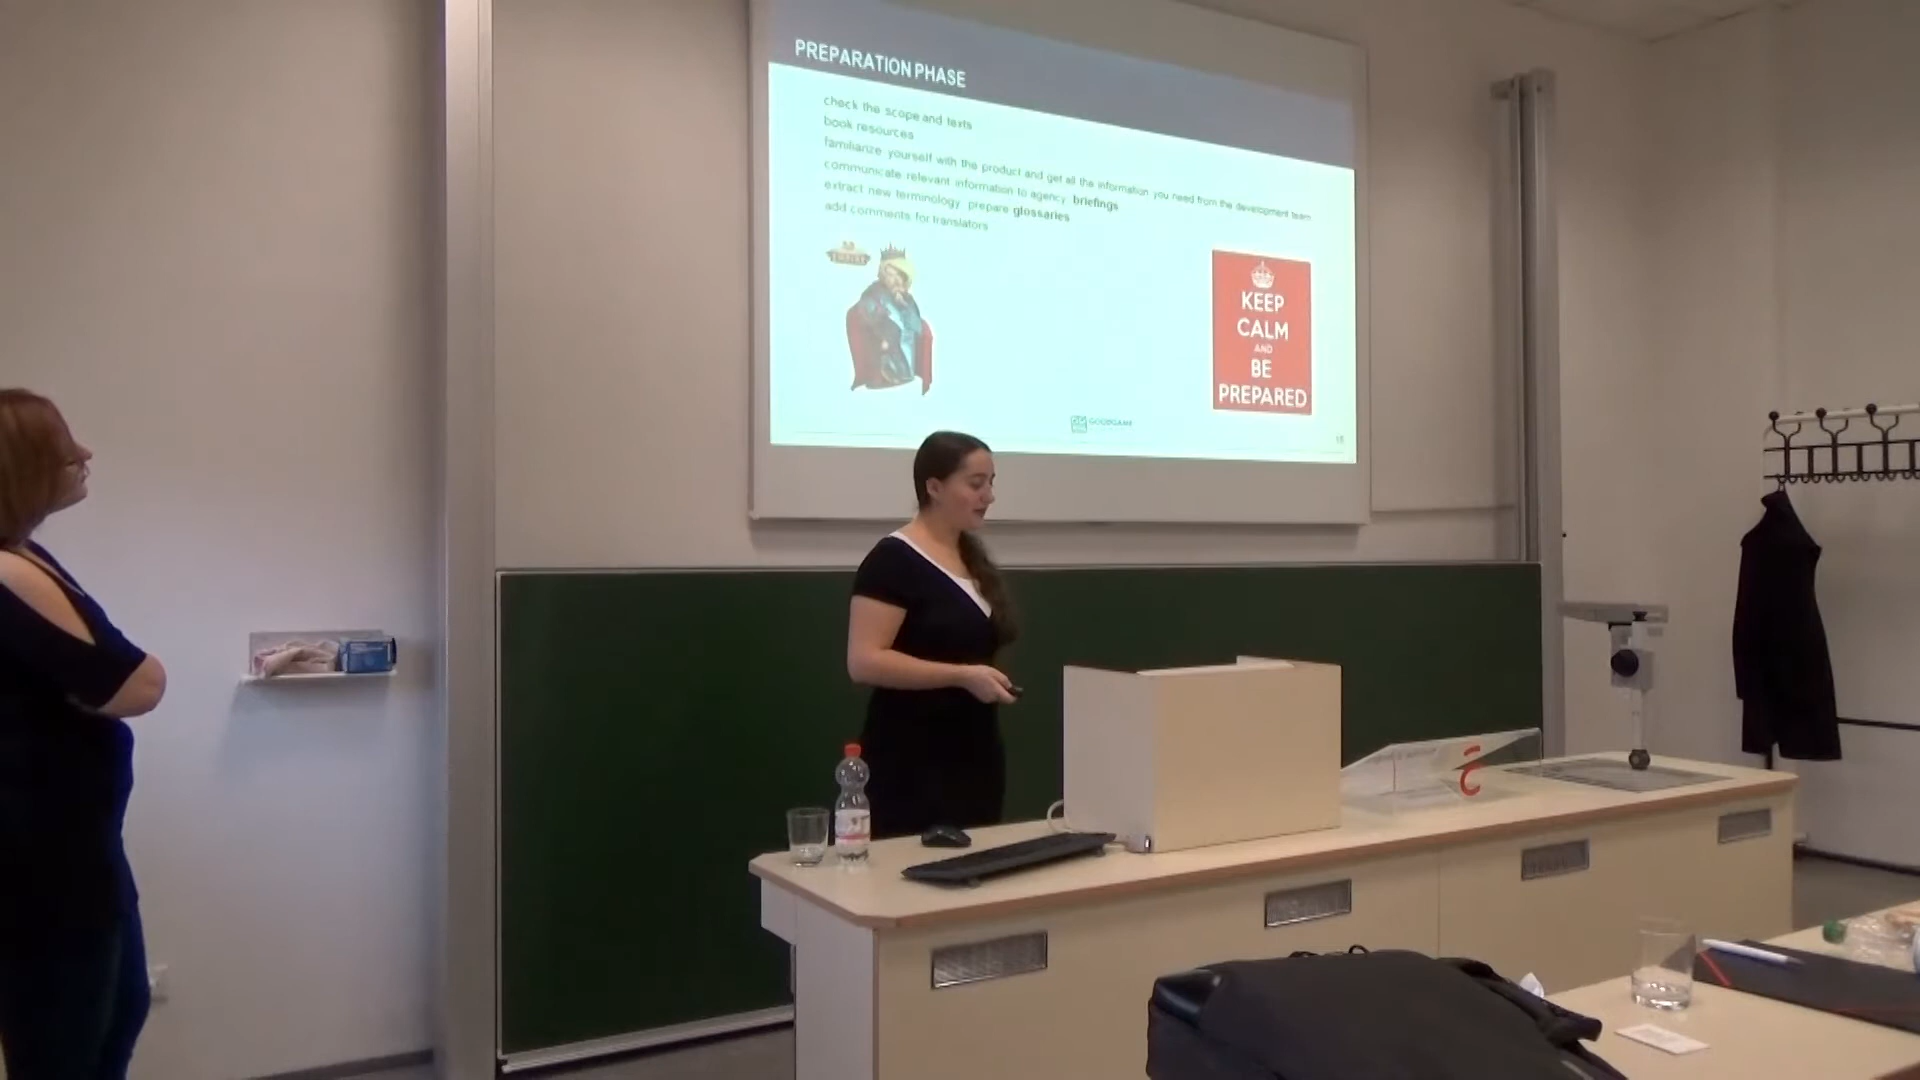 PREPARATION PHASE
check the scope and texts
book resources
familiarize yourself with the product and get all the information you need from the development team
communicate relevant information to agency briefings
extract new terminology prepare glossaries
add comments for translators
EMPIRE
KEEP
CALM
AND
BE
PREPARED
GOODGAME